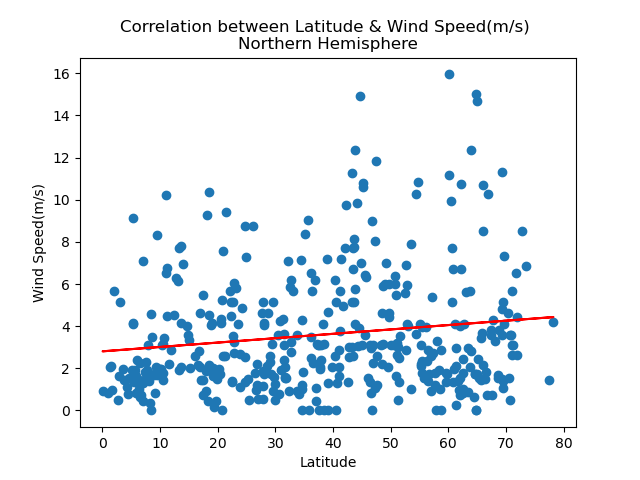 Correlation between Latitude & Wind Speed(m/s)
Northern Hemisphere
16
14
12
10
8
6
4
2
0
Wind Speed(m/s)
0 10 20 30 40 50 60 70 80
Latitude